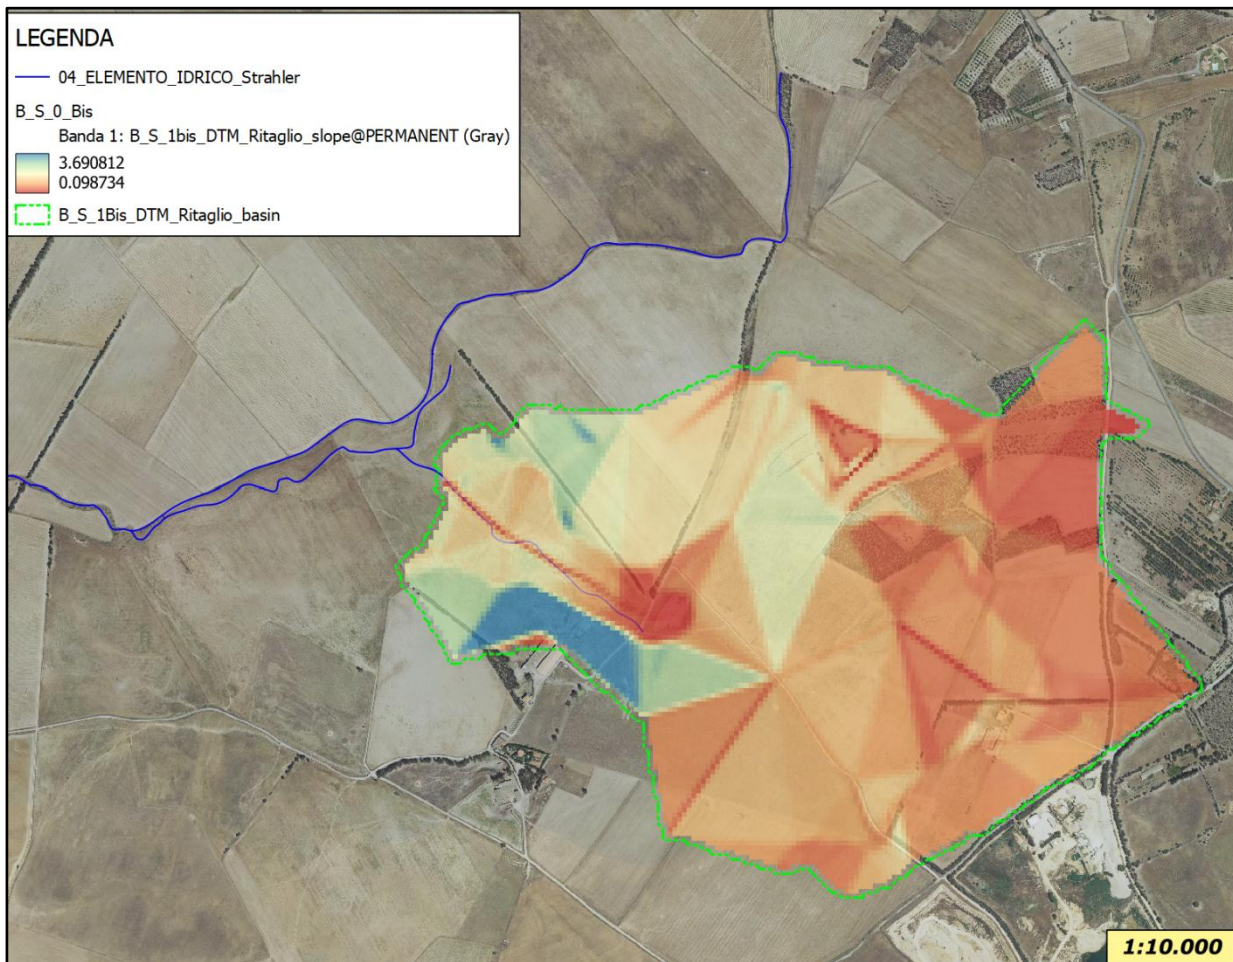 LEGENDA
04_ELEMENTO_IDRICO_Strahler
B_S_0_Bis
Banda 1: B_S_1bis_DTM_Ritaglio_slope@PERMANENT (Gray)
3.690812
0.098734
B_S_1Bis_DTM_Ritaglio_basin
1:10.000